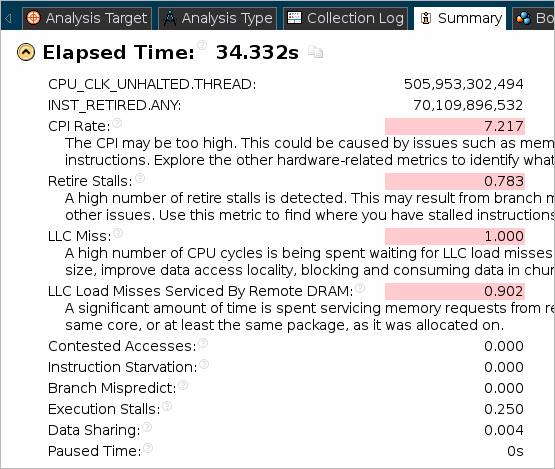 Analysis Target Analysis Type Collection Log Summary Bo
Elapsed Time: 34.332s
CPU_CLK_UNHALTED.THREAD: 505,953,302,494
INST_RETIRED.ANY: 70,109,896,532
CPI Rate: 7.217
The CPI may be too high. This could be caused by issues such as mem
instructions. Explore the other hardware-related metrics to identify what
Retire Stalls: 0.783
A high number of retire stalls is detected. This may result from branch m
other issues. Use this metric to find where you have stalled instructions
LLC Miss: 1.000
A high number of CPU cycles is being spent waiting for LLC load misses
size, improve data access locality, blocking and consuming data in chun
LLC Load Misses Serviced By Remote DRAM: 0.902
A significant amount of time is spent servicing memory requests from re
same core, or at least the same package, as it was allocated on.
Contested Accesses: 0.000
Instruction Starvation: 0.000
Branch Mispredict: 0.000
Execution Stalls: 0.250
Data Sharing: 0.004
Paused Time: 0s